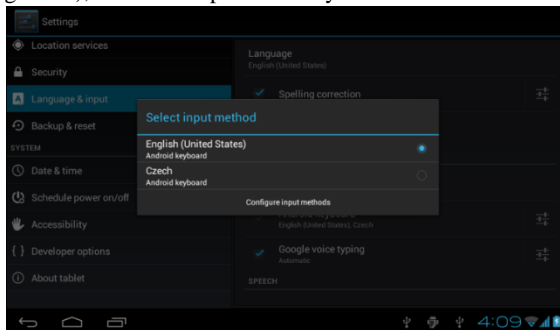 Settings
Location services
Security
Language & input
Backup & reset
SYSTEM
Date & time
Schedule power on/off
Accessibility
{ } Developer options
About tablet
Language
English (United States)
Spelling correction
Select input method
English (United States)
Android keyboard
Czech
Android keyboard
Configure input methods
English (United States), Czech
Google voice typing
Automatic
SPEECH
4:09